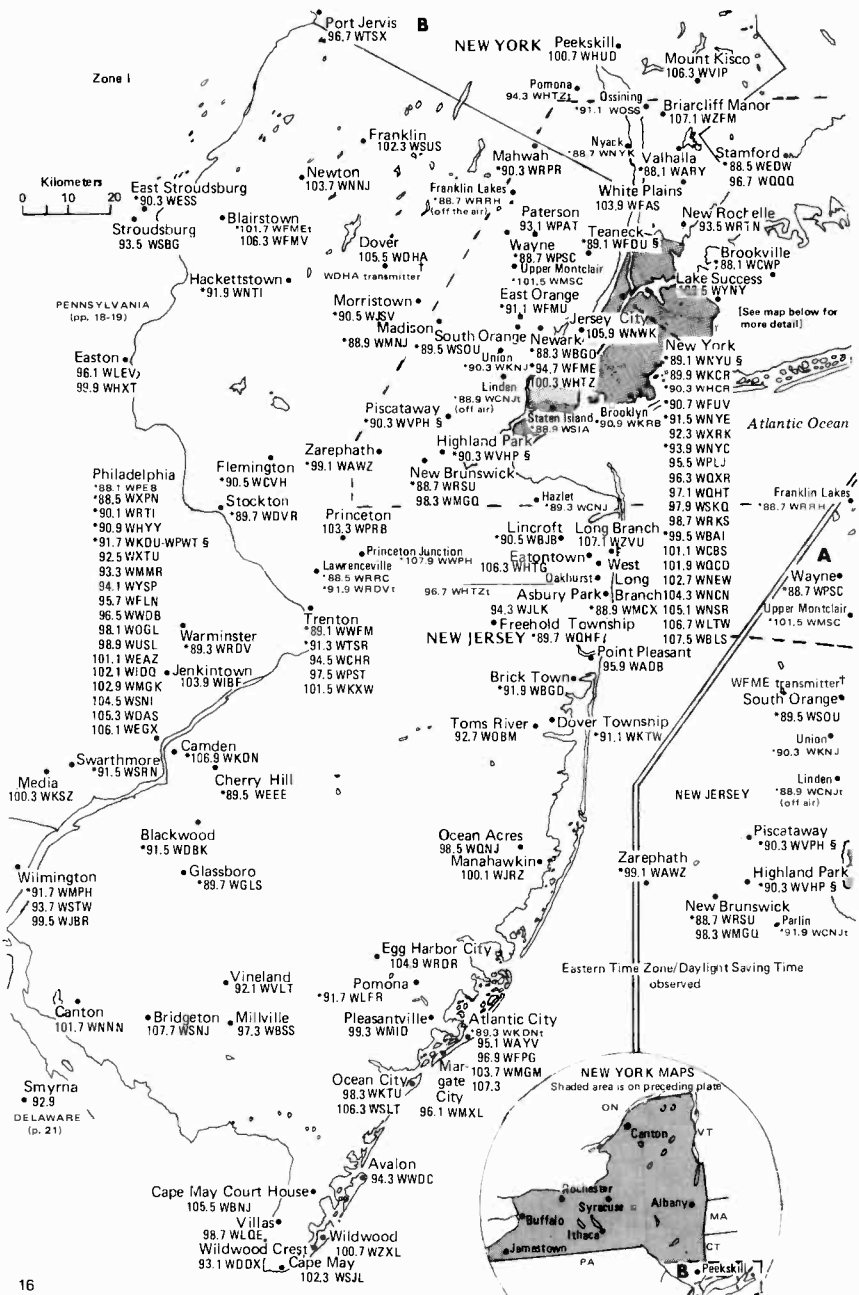 Port Jervis
96.7 WTSX
B
NEW YORK
Peekskill
100.7 WHUD
Mount Kisco
106.3 WVIP
Zone I
Pomona
94.3 WHTZt
Ossining
*91.1 WOSS
Briarcliff Manor
107.1 WZFM
Franklin
102.3 WSUS
Nyack
*88.7 WNYK
Mahwah
*90.3 WRPR
Valhalla
88.1 WARY
Stamford
*88.5 WEDW
96.7 WQQQ
Newton
103.7 WNNJ
Kilometers
0 10 20
East Stroudsburg
*90.3 WESS
Stroudsburg
93.5 WSBG
Blairstown
*101.7 WFMEt
106.3 WFMV
Franklin Lakes
*88.7 WRRH
(off the air)
White Plains
103.9 WFAS
Paterson
93.1 WPAT
Teaneck
*89.1 WFDU §
New Rochelle
93.5 WRTN
Dover
105.5 WDHA
WDHA transmitter†
Wayne
*88.7 WPSC
Upper Montclair
*101.5 WMSC
Brookville
*88.1 WCWP
Hackettstown
*91.9 WNTI
Lake Success
WYNY
PENNSYLVANIA
(pp. 18-19)
Morristown
*90.5 WJSV
East Orange
*91.1 WFMU
[See map below for
more detail]
Madison
*88.9 WMNJ
South Orange
*89.5 WSOU
Jersey City
105.9 WNWK
Union
*90.3 WKNJ
Newark
*88.3 WBGO
*94.7 WFME
100.3 WHTZ
Easton
96.1 WLEV
99.9 WHXT
Linden
*88.9 WCNJt
(off air)
New York
*89.1 WNYU §
*89.9 WKCR
*90.3 WHCR
*90.7 WFUV
*91.5 WNYE
92.3 WXRK
*93.9 WNYC
95.5 WPLJ
96.3 WQXR
97.1 WQHT
97.9 WSKQ
98.7 WRKS
*99.5 WBAI
101.1 WCBS
101.9 WQCD
102.7 WNEW
104.3 WNCN
105.1 WNSR
106.7 WLTW
107.5 WBLS
Atlantic Ocean
Piscataway
*90.3 WVPH §
Staten Island
*88.9 WSIA
Brooklyn
*90.9 WKRB
Zarephath
*99.1 WAWZ
Highland Park
*90.3 WVHP §
Flemington
*90.5 WCVH
New Brunswick
*88.7 WRSU
98.3 WMGQ
Philadelphia
*88.1 WPEB
*88.5 WXPN
*90.1 WRTI
*90.9 WHYY
*91.7 WKDU-WPWT §
92.5 WXTU
93.3 WMMR
94.1 WYSP
95.7 WFLN
96.5 WWDB
98.1 WOGL
98.9 WUSL
101.1 WEAZ
102.1 WIOQ
102.9 WMGK
104.5 WSNI
105.3 WDAS
106.1 WEGX
Stockton
*89.7 WDVR
Hazlet
*89.3 WCNJ
Franklin Lakes
*88.7 WRRH
Princeton
103.3 WPRB
Lincroft
*90.5 WBJB
Long Branch
107.1 WZVU
Princeton Junction
*107.9 WWPH
Eatontown
106.3 WHTG
A
Lawrenceville
*88.5 WRRC
*91.9 WRDVt
Oakhurst
96.7 WHTZt
West
Long
Branch
*88.9 WMCX
Wayne
*88.7 WPSC
Asbury Park
94.3 WJLK
Upper Montclair
*101.5 WMSC
Freehold Township
*89.7 WQHF
NEW JERSEY
Trenton
*89.1 WWFM
*91.3 WTSR
94.5 WCHR
97.5 WPST
101.5 WKXW
Warminster
*89.3 WRDV
Jenkintown
103.9 WIBF
Point Pleasant
95.9 WADB
WFME transmitter†
South Orange
*89.5 WSOU
Brick Town
*91.9 WBGD
Toms River
92.7 WOBM
Dover Township
*91.1 WKTW
Union
*90.3 WKNJ
Swarthmore
*91.5 WSRN
Camden
*106.9 WKDN
Media
100.3 WKSZ
Cherry Hill
*89.5 WEEE
NEW JERSEY
Linden
*88.9 WCNJt
(off air)
Blackwood
*91.5 WDBK
Piscataway
*90.3 WVPH §
Ocean Acres
98.5 WQNJ
Manahawkin
100.1 WJRZ
Zarephath
*99.1 WAWZ
Glassboro
*89.7 WGLS
Highland Park
*90.3 WVHP §
Wilmington
*91.7 WMPH
93.7 WSTW
99.5 WJBR
New Brunswick
*88.7 WRSU
98.3 WMGQ
Parlin
*91.9 WCNJt
Egg Harbor City
104.9 WRDR
Eastern Time Zone/Daylight Saving Time
observed
Vineland
92.1 WVLT
Pomona
*91.7 WLFR
Canton
101.7 WNNN
Bridgeton
107.7 WSNJ
Millville
97.3 WBSS
Pleasantville
99.3 WMID
Atlantic City
*89.3 WKDNt
95.1 WAYV
96.9 WFPG
103.7 WMGM
107.3
Smyrna
92.9
DELAWARE
(p. 21)
Ocean City
98.3 WKTU
106.3 WSLT
Mar-
gate
City
96.1 WMXL
NEW YORK MAPS
Shaded area is on preceding plate
ON
Canton
VT
Avalon
94.3 WWDC
Rochester
Syracuse
Albany
Cape May Court House
105.5 WBNJ
Buffalo
Ithaca
MA
Villas
98.7 WLQE
Jamestown
CT
Wildwood
100.7 WZXL
Wildwood Crest
93.1 WDDX
PA
Cape May
102.3 WSJL
B
Peekskill
16